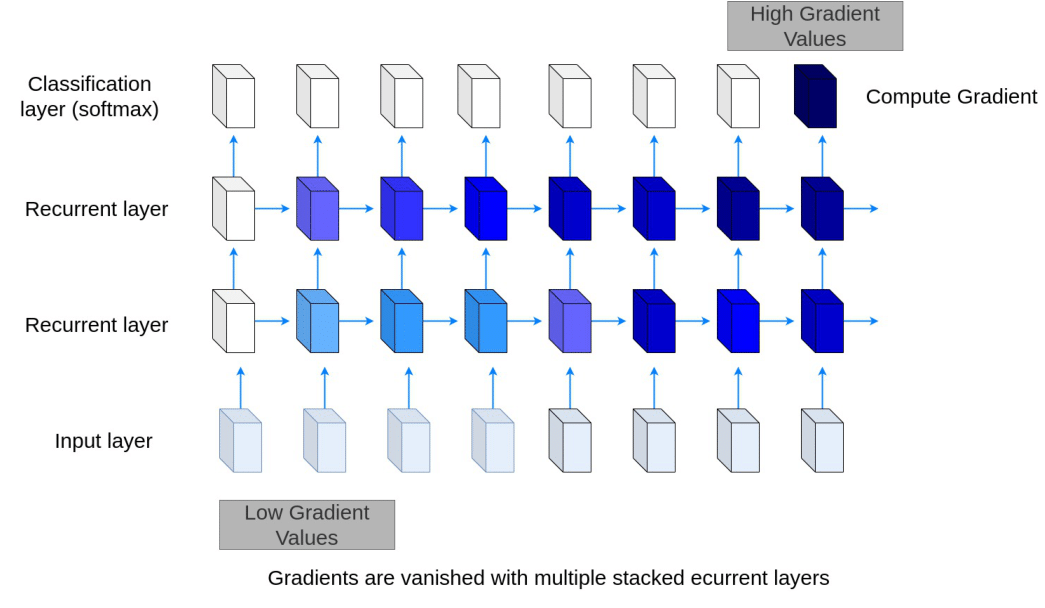 High Gradient
Values
Classification
layer (softmax)
Compute Gradient
Recurrent layer
Recurrent layer
Input layer
Low Gradient
Values
Gradients are vanished with multiple stacked ecurrent layers